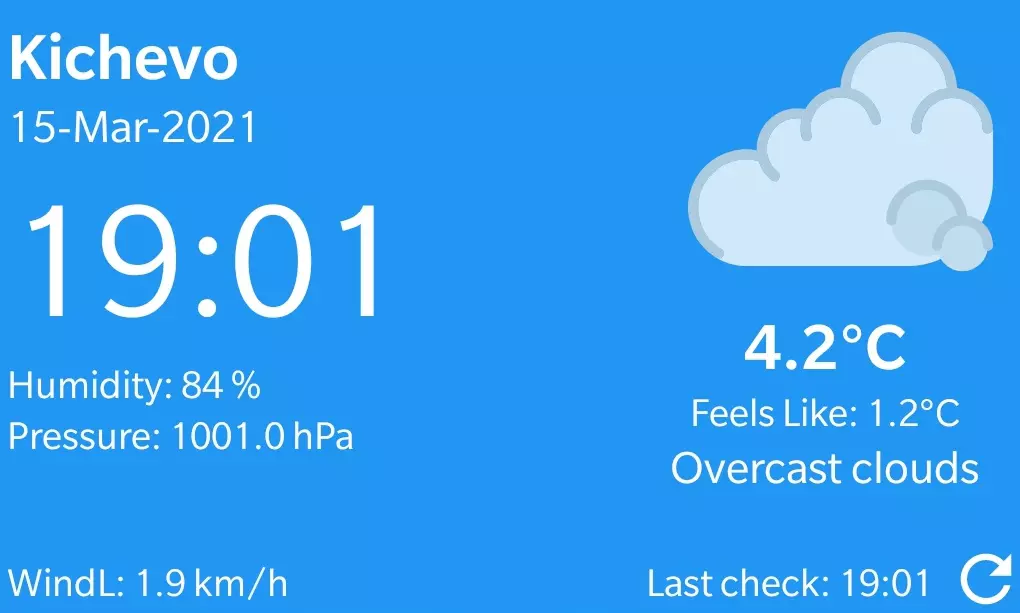 Kichevo
15-Mar-2021
19:01
Humidity: 84 %
Pressure: 1001.0 hPa
4.2°C
Feels Like: 1.2°C
Overcast clouds
WindL: 1.9 km/h
Last check: 19:01